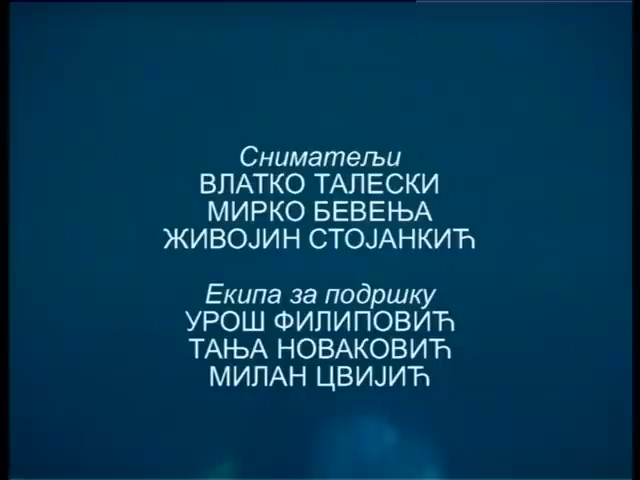 Сниматељи
ВЛАТКО ТАЛЕСКИ
МИРКО БЕВЕЊА
ЖИВОЈИН СТОЈАНКИЋ
Екипа за подршку
УРОШ ФИЛИПОВИЋ
ТАЊА НОВАКОВИЋ
МИЛАН ЦВИЈИЋ